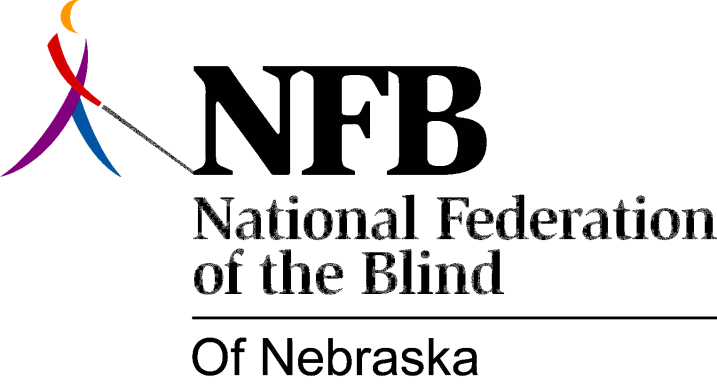 NFB
National Federation
of the Blind
Of Nebraska